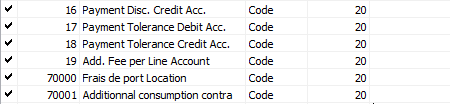 16 Payment Disc. Credit Acc. Code 20
17 Payment Tolerance Debit Acc. Code 20
18 Payment Tolerance Credit Acc. Code 20
19 Add. Fee per Line Account Code 20
70000 Frais de port Location Code 20
70001 Additionnal consumption contra Code 20